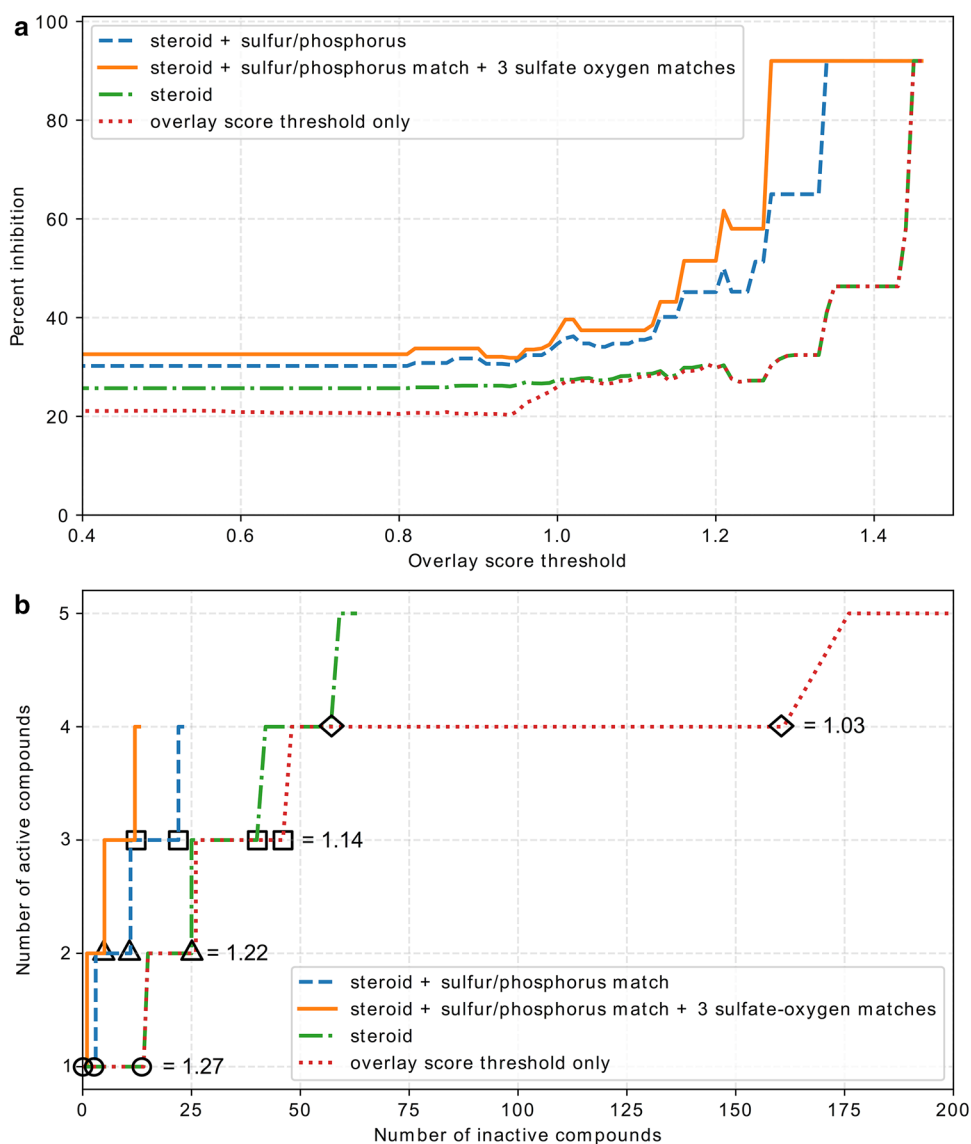 a
100
80
60
40
20
0
Percent inhibition
steroid + sulfur/phosphorus
steroid + sulfur/phosphorus match + 3 sulfate oxygen matches
steroid
overlay score threshold only
0.4 0.6 0.8 1.0 1.2 1.4
Overlay score threshold
b
5
4
3
2
1
Number of active compounds
= 1.03
= 1.14
= 1.22
= 1.27
steroid + sulfur/phosphorus match
steroid + sulfur/phosphorus match + 3 sulfate-oxygen matches
steroid
overlay score threshold only
0 25 50 75 100 125 150 175 200
Number of inactive compounds